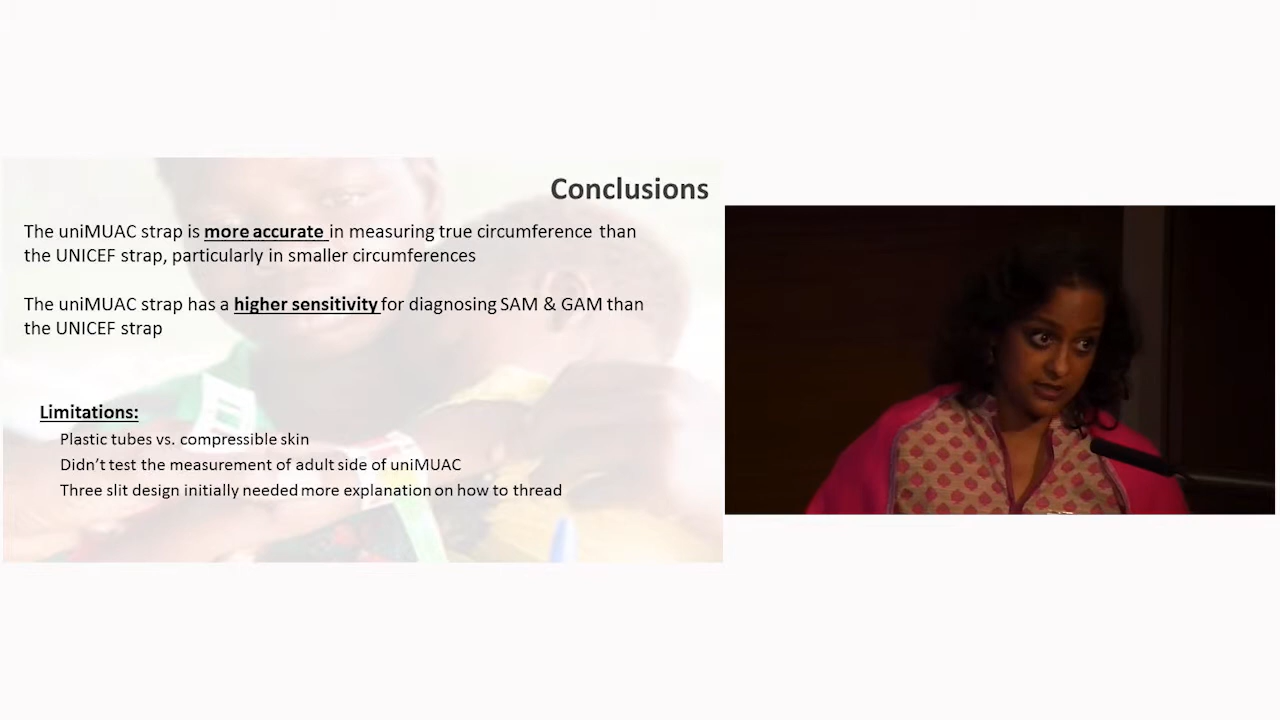 Conclusions
The uniMUAC strap is more accurate in measuring true circumference than
the UNICEF strap, particularly in smaller circumferences
The uniMUAC strap has a higher sensitivity for diagnosing SAM & GAM than
the UNICEF strap
Limitations:
Plastic tubes vs. compressible skin
Didn't test the measurement of adult side of uniMUAC
Three slit design initially needed more explanation on how to thread